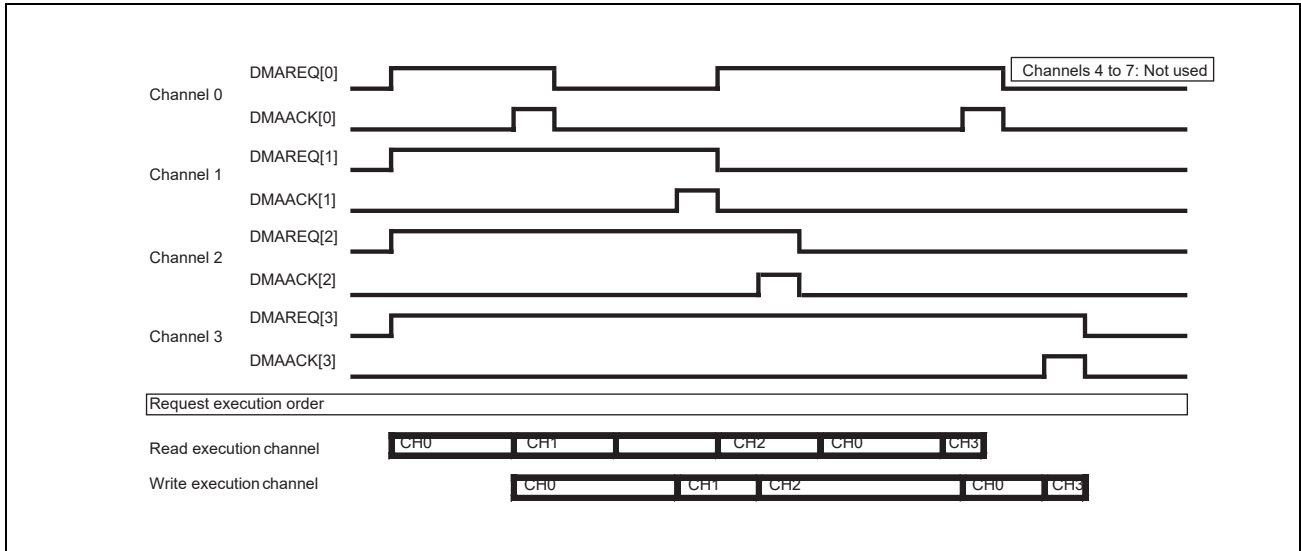 DMAREQ[0]
Channels 4 to 7: Not used
Channel 0
DMAACK[0]
DMAREQ[1]
Channel 1
DMAACK[1]
DMAREQ[2]
Channel 2
DMAACK[2]
DMAREQ[3]
Channel 3
DMAACK[3]
Request execution order
Read execution channel CH0 CH1 CH2 CH0 CH3
Write execution channel CH0 CH1 CH2 CH0 CH3